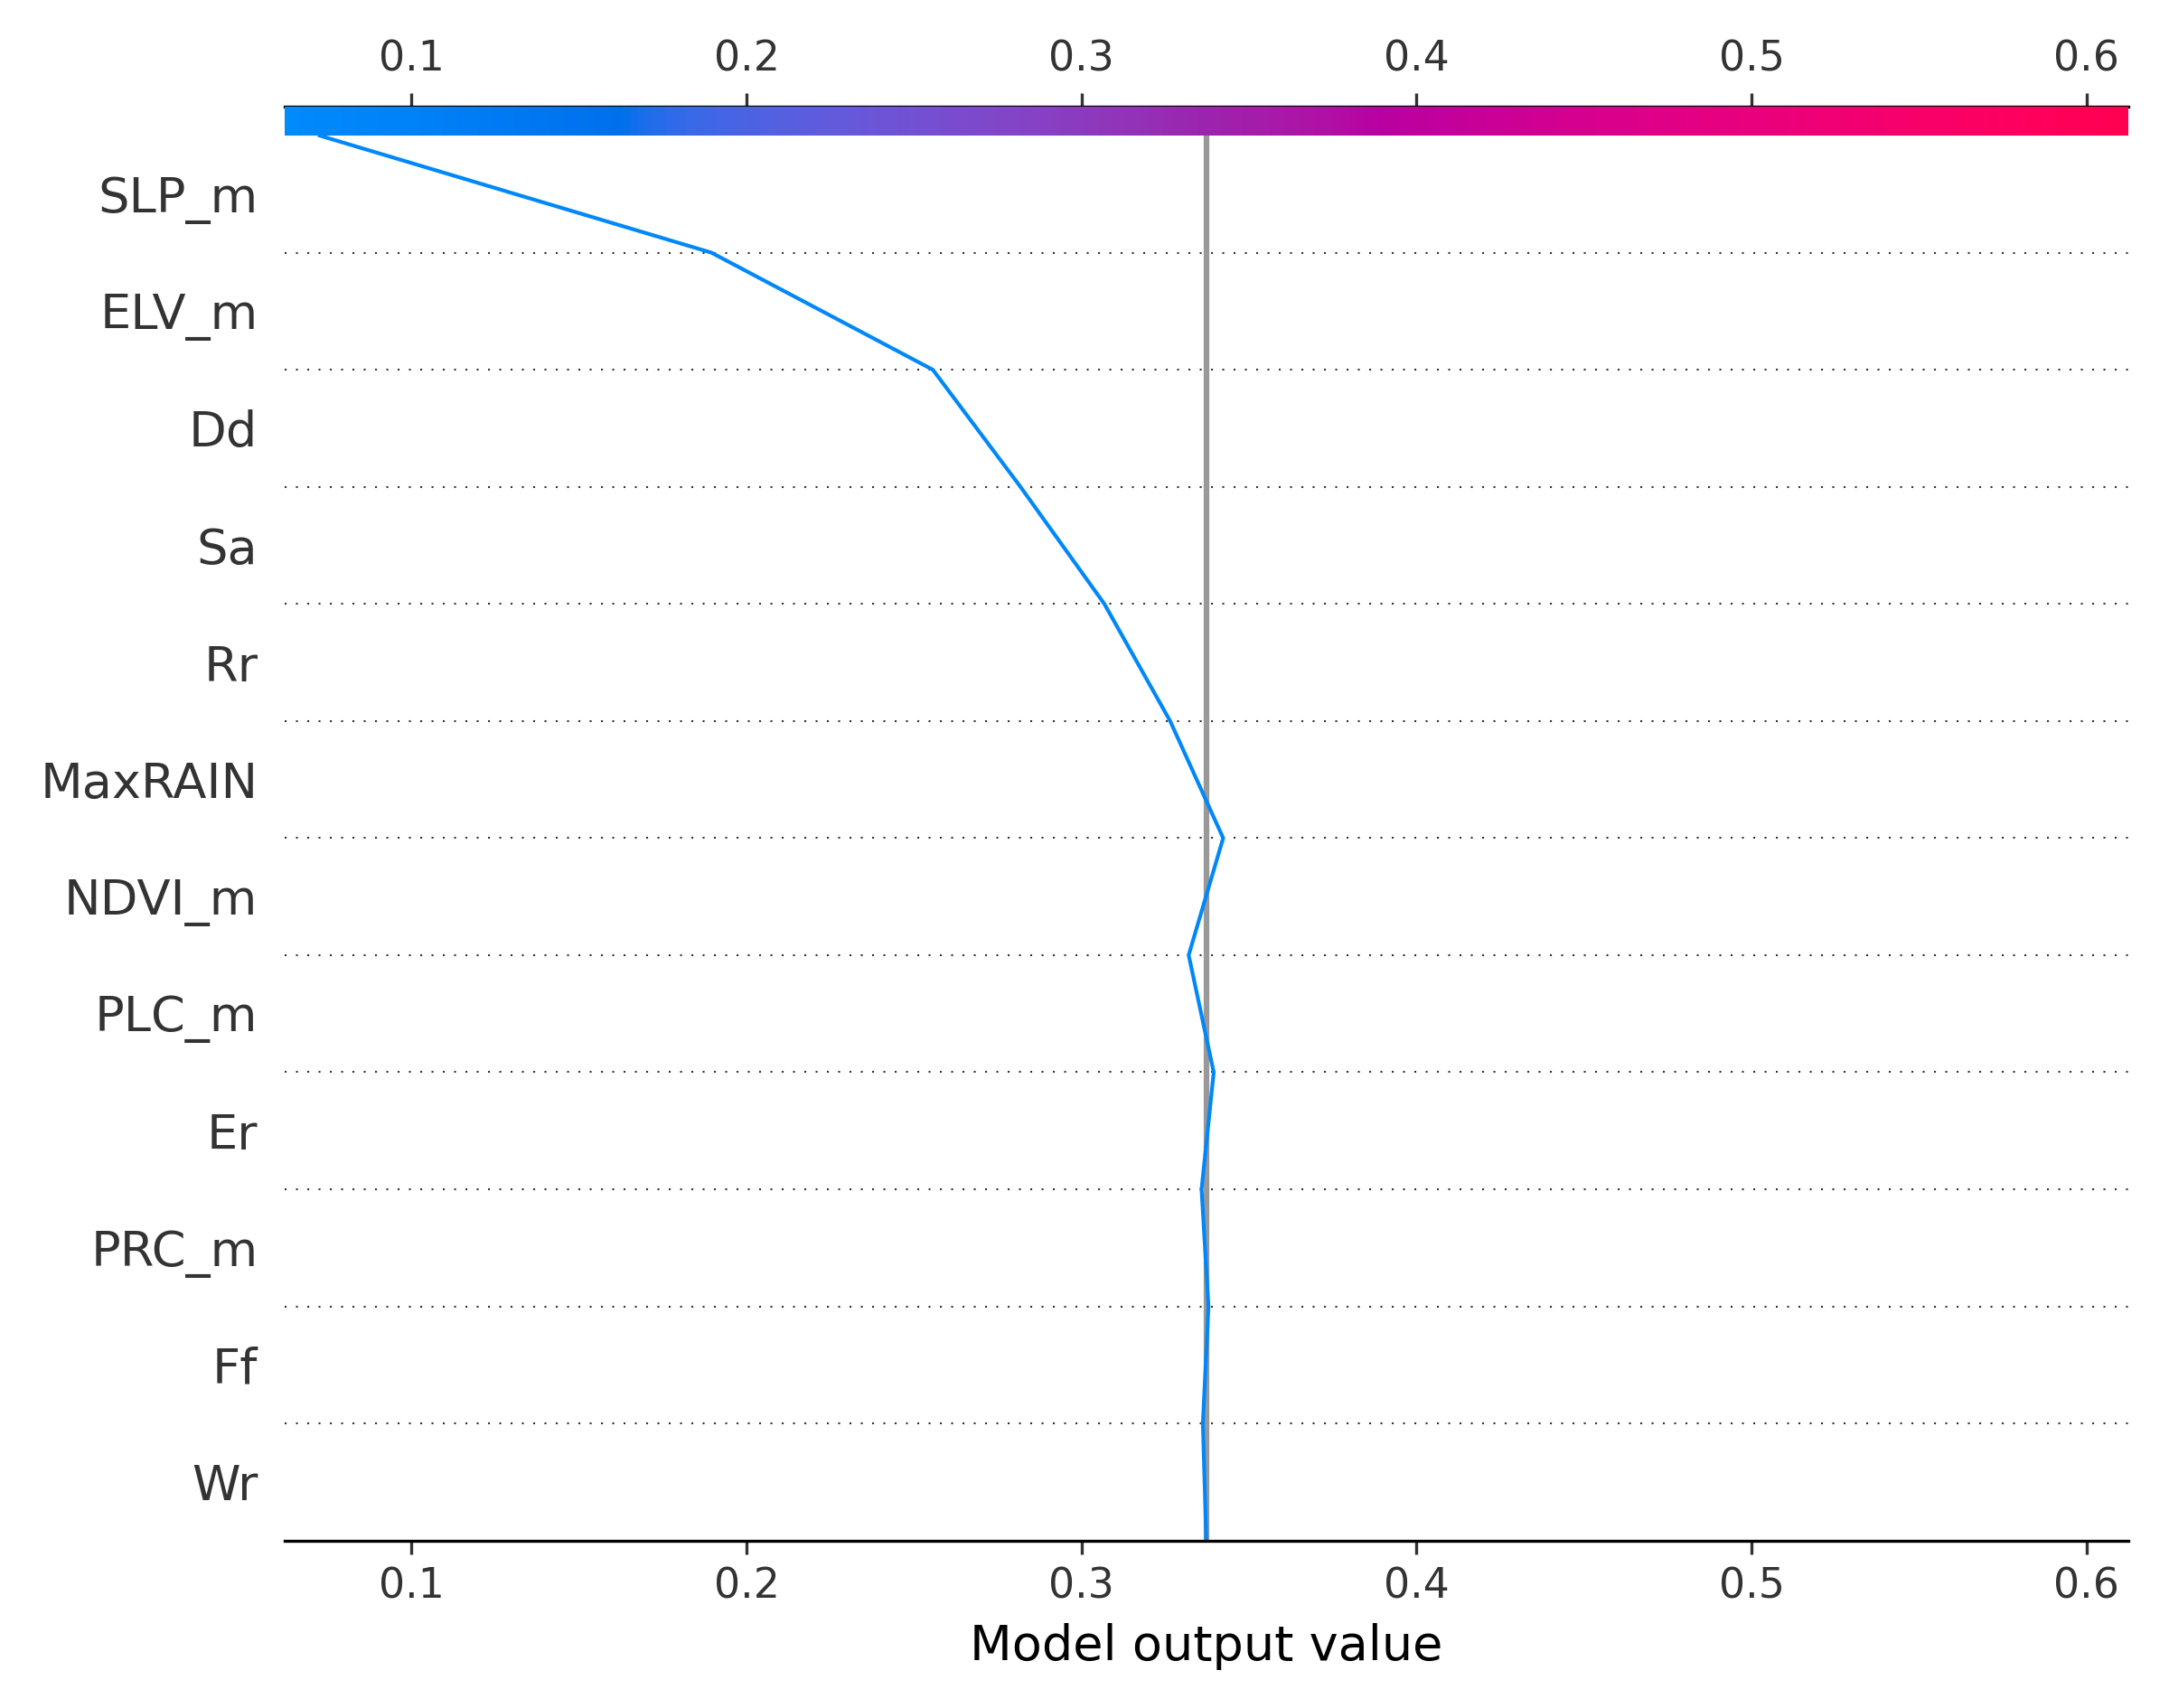 0.1 0.2 0.3 0.4 0.5 0.6
SLP_m
ELV_m
Dd
Sa
Rr
MaxRAIN
NDVI_m
PLC_m
Er
PRC_m
Ff
Wr
0.1 0.2 0.3 0.4 0.5 0.6
Model output value